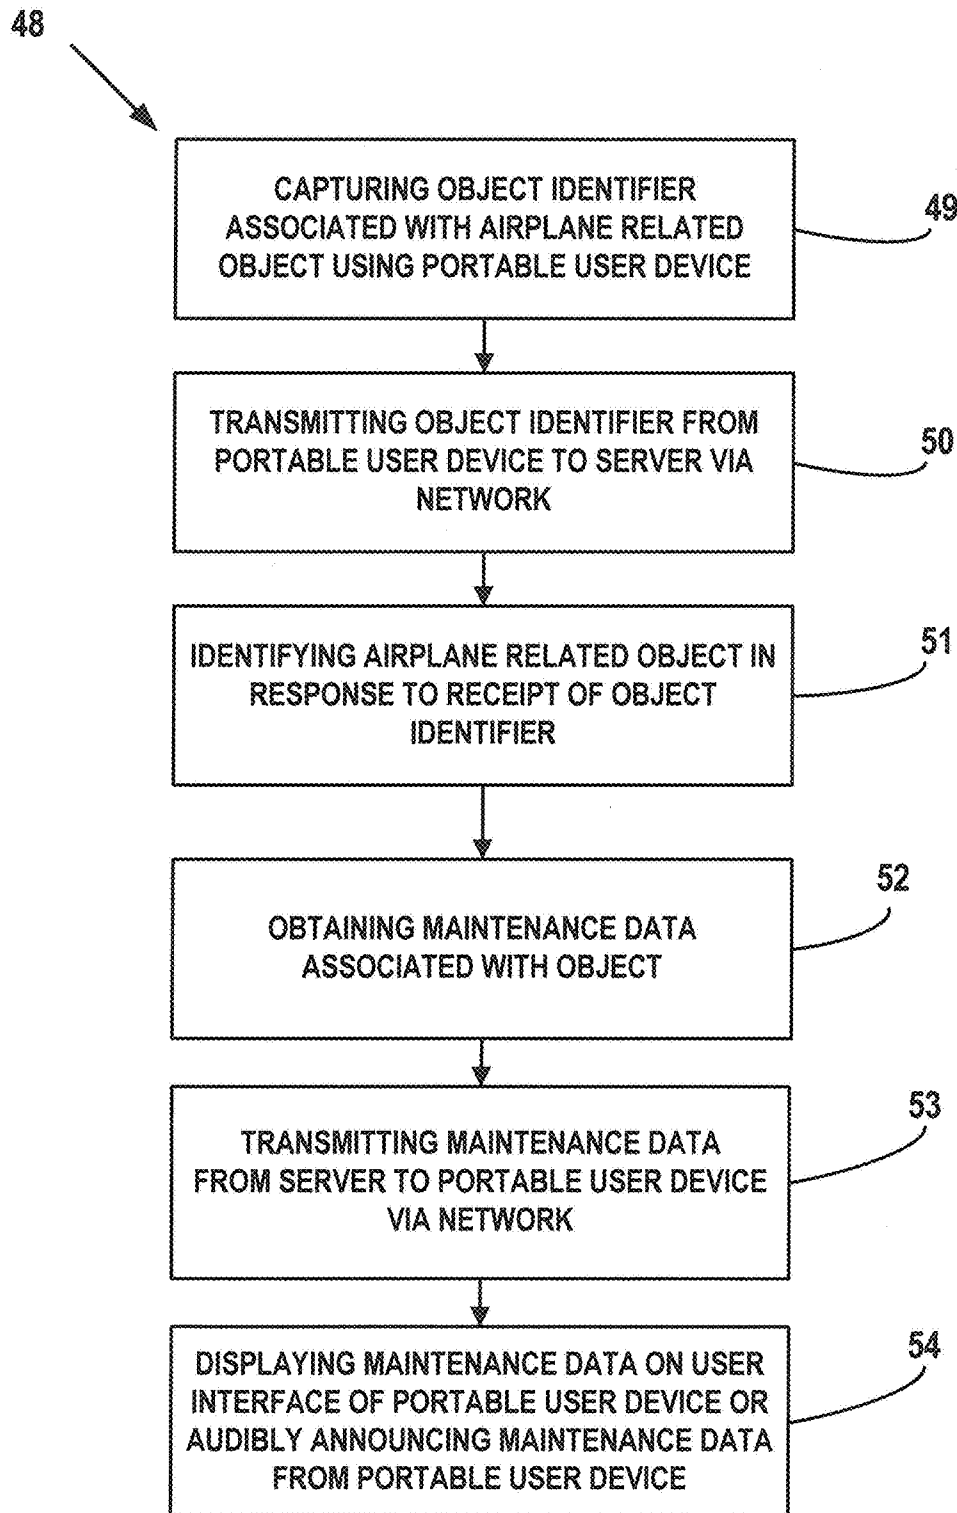 48
CAPTURING OBJECT IDENTIFIER
ASSOCIATED WITH AIRPLANE RELATED
OBJECT USING PORTABLE USER DEVICE
49
TRANSMITTING OBJECT IDENTIFIER FROM
PORTABLE USER DEVICE TO SERVER VIA
NETWORK
50
IDENTIFYING AIRPLANE RELATED OBJECT IN
RESPONSE TO RECEIPT OF OBJECT
IDENTIFIER
51
OBTAINING MAINTENANCE DATA
ASSOCIATED WITH OBJECT
52
TRANSMITTING MAINTENANCE DATA
FROM SERVER TO PORTABLE USER DEVICE
VIA NETWORK
53
DISPLAYING MAINTENANCE DATA ON USER
INTERFACE OF PORTABLE USER DEVICE OR
AUDIBLY ANNOUNCING MAINTENANCE DATA
FROM PORTABLE USER DEVICE
54